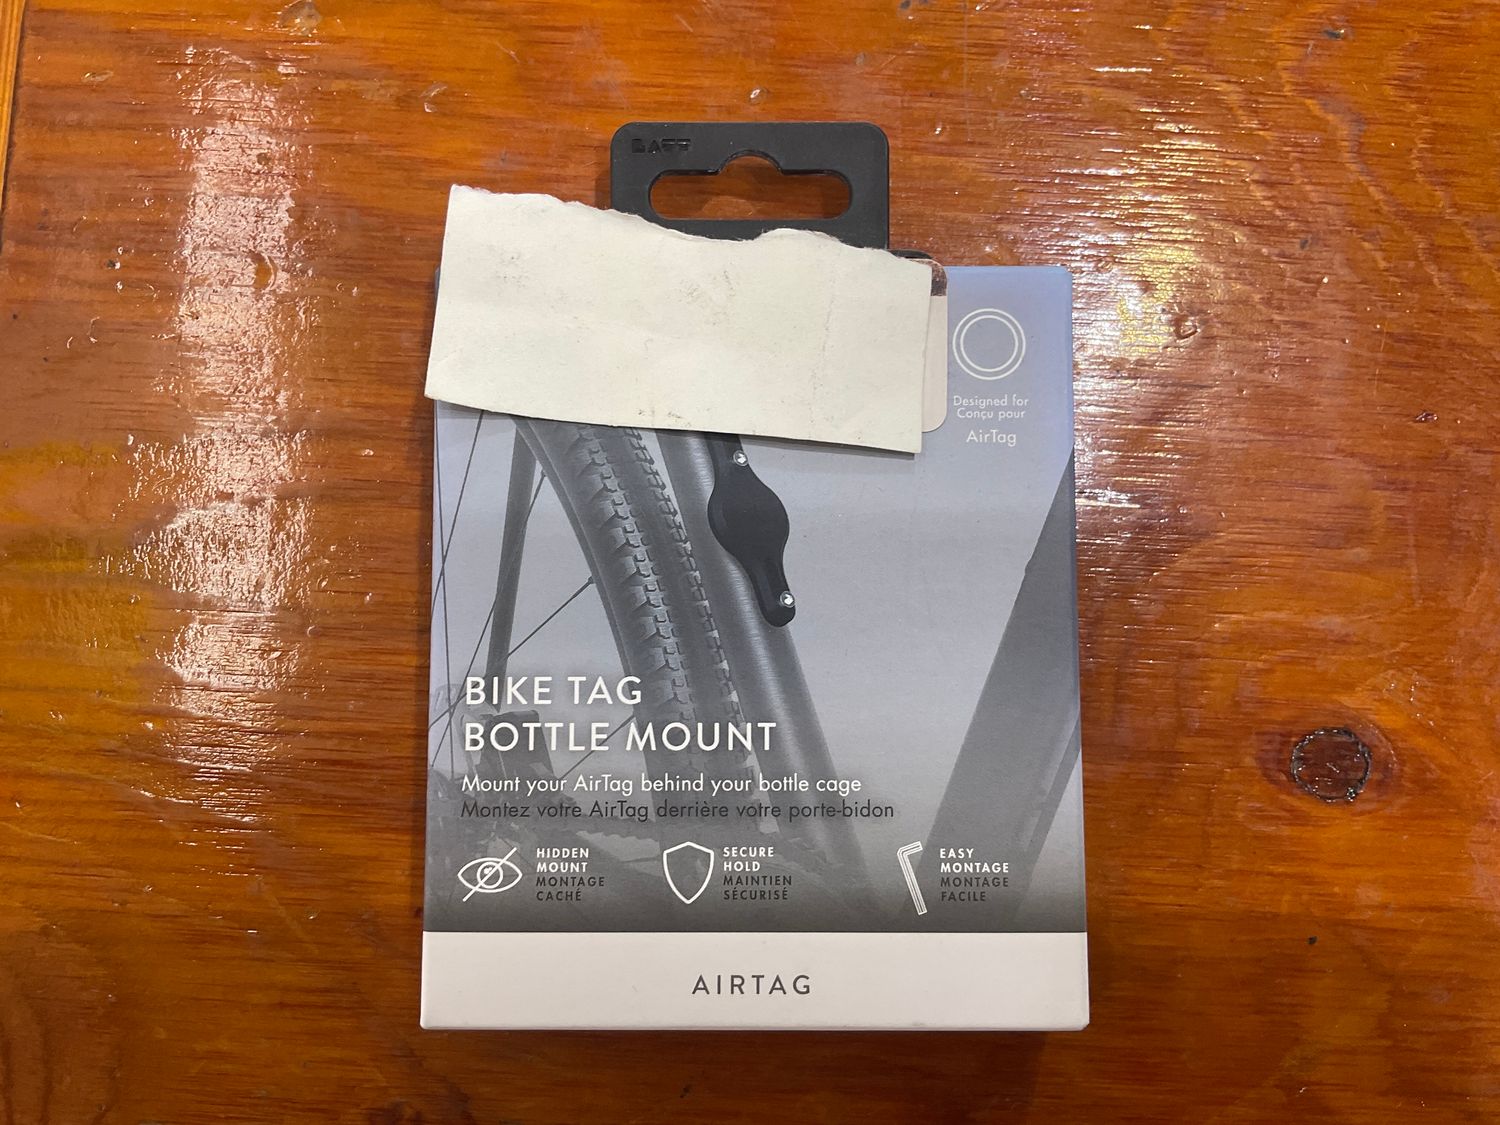 LAUT
Designed for
Conçu pour
AirTag
BIKE TAG
BOTTLE MOUNT
Mount your AirTag behind your bottle cage
Montez votre AirTag derrière votre porte-bidon
HIDDEN
MOUNT
MONTAGE
CACHÉ
SECURE
HOLD
MAINTIEN
SÉCURISÉ
EASY
MONTAGE
MONTAGE
FACILE
AIRTAG